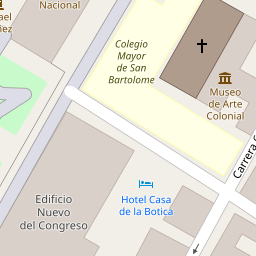 Nacional
Colegio
Mayor
de San
Bartolome
Museo
de Arte
Colonial
Carrera
Edificio
Nuevo
del Congreso
Hotel Casa
de la Botica